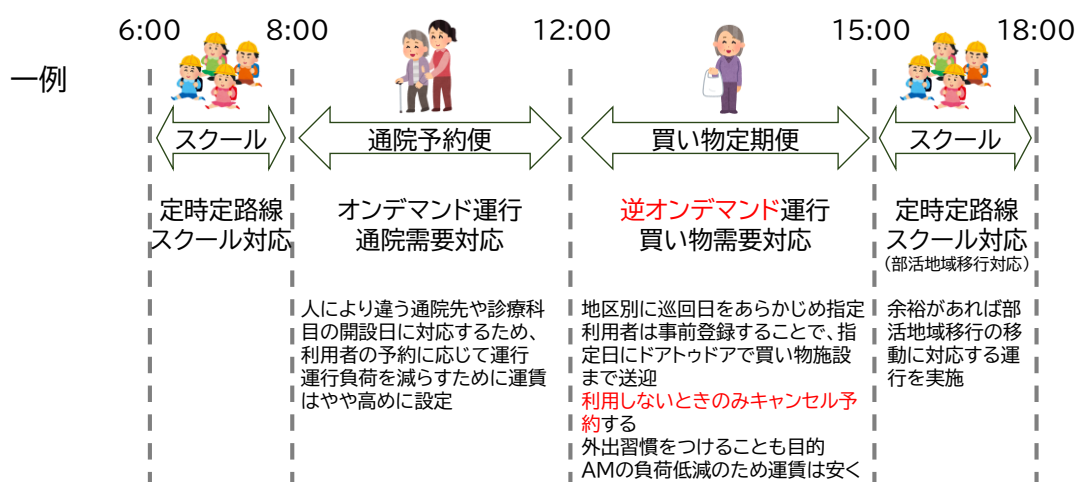 6:00 8:00 12:00 15:00 18:00
一例
スクール 通院予約便 買い物定期便 スクール
定時定路線
スクール対応
オンデマンド運行
通院需要対応
逆オンデマンド運行
買い物需要対応
定時定路線
スクール対応
(部活地域移行対応)
人により違う通院先や診療科
目の開設日に対応するため、
利用者の予約に応じて運行
運行負荷を減らすために運賃
はやや高めに設定
地区別に巡回日をあらかじめ指定
利用者は事前登録することで、指
定日にドアトゥドアで買い物施設
まで送迎
利用しないときのみキャンセル予
約する
外出習慣をつけることも目的
AMの負荷低減のため運賃は安く
余裕があれば部
活地域移行の移
動に対応する運
行を実施